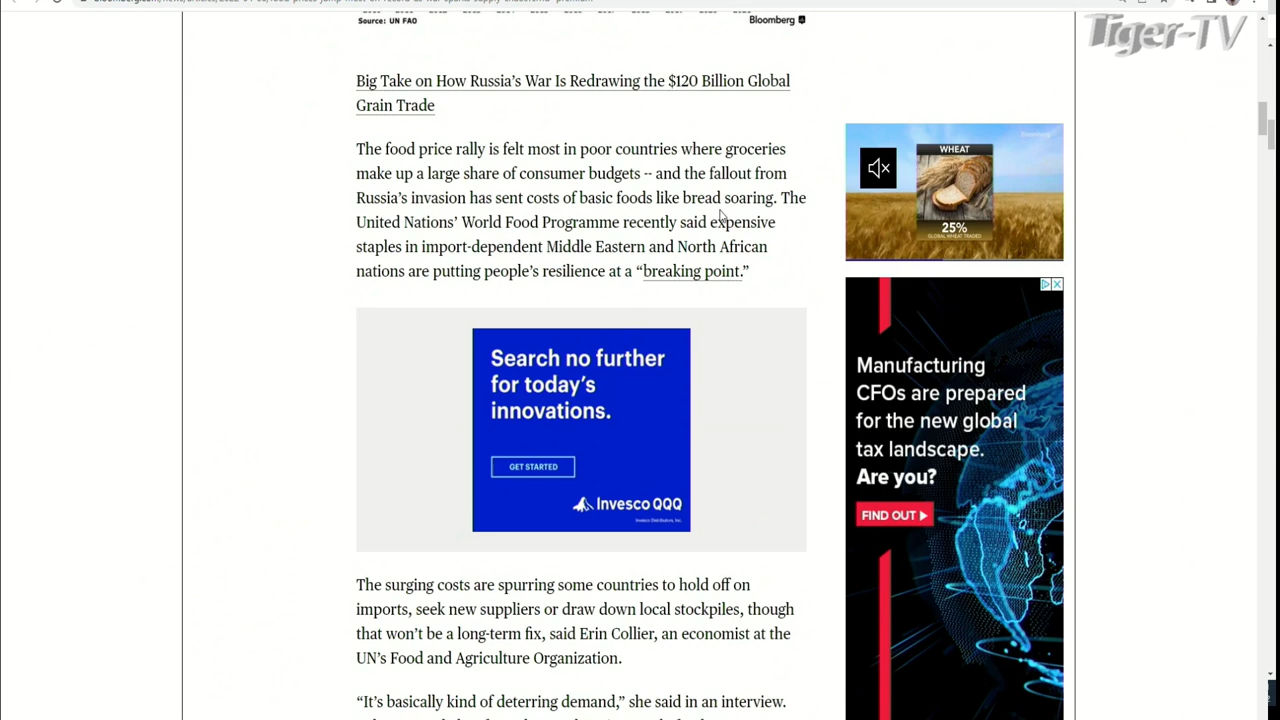 Tiger-TV
Source: UN FAO
Bloomberg
Big Take on How Russia’s War Is Redrawing the $120 Billion Global
Grain Trade
The food price rally is felt most in poor countries where groceries
make up a large share of consumer budgets -- and the fallout from
Russia’s invasion has sent costs of basic foods like bread soaring. The
United Nations’ World Food Programme recently said expensive
staples in import-dependent Middle Eastern and North African
nations are putting people’s resilience at a “breaking point.”
Bloomberg
WHEAT
25%
GLOBAL WHEAT TRADED
Search no further
for today’s
innovations.
GET STARTED
Invesco QQQ
Invesco Distributors, Inc.
Manufacturing
CFOs are prepared
for the new global
tax landscape.
Are you?
FIND OUT
The surging costs are spurring some countries to hold off on
imports, seek new suppliers or draw down local stockpiles, though
that won’t be a long-term fix, said Erin Collier, an economist at the
UN’s Food and Agriculture Organization.
“It’s basically kind of deterring demand,” she said in an interview.